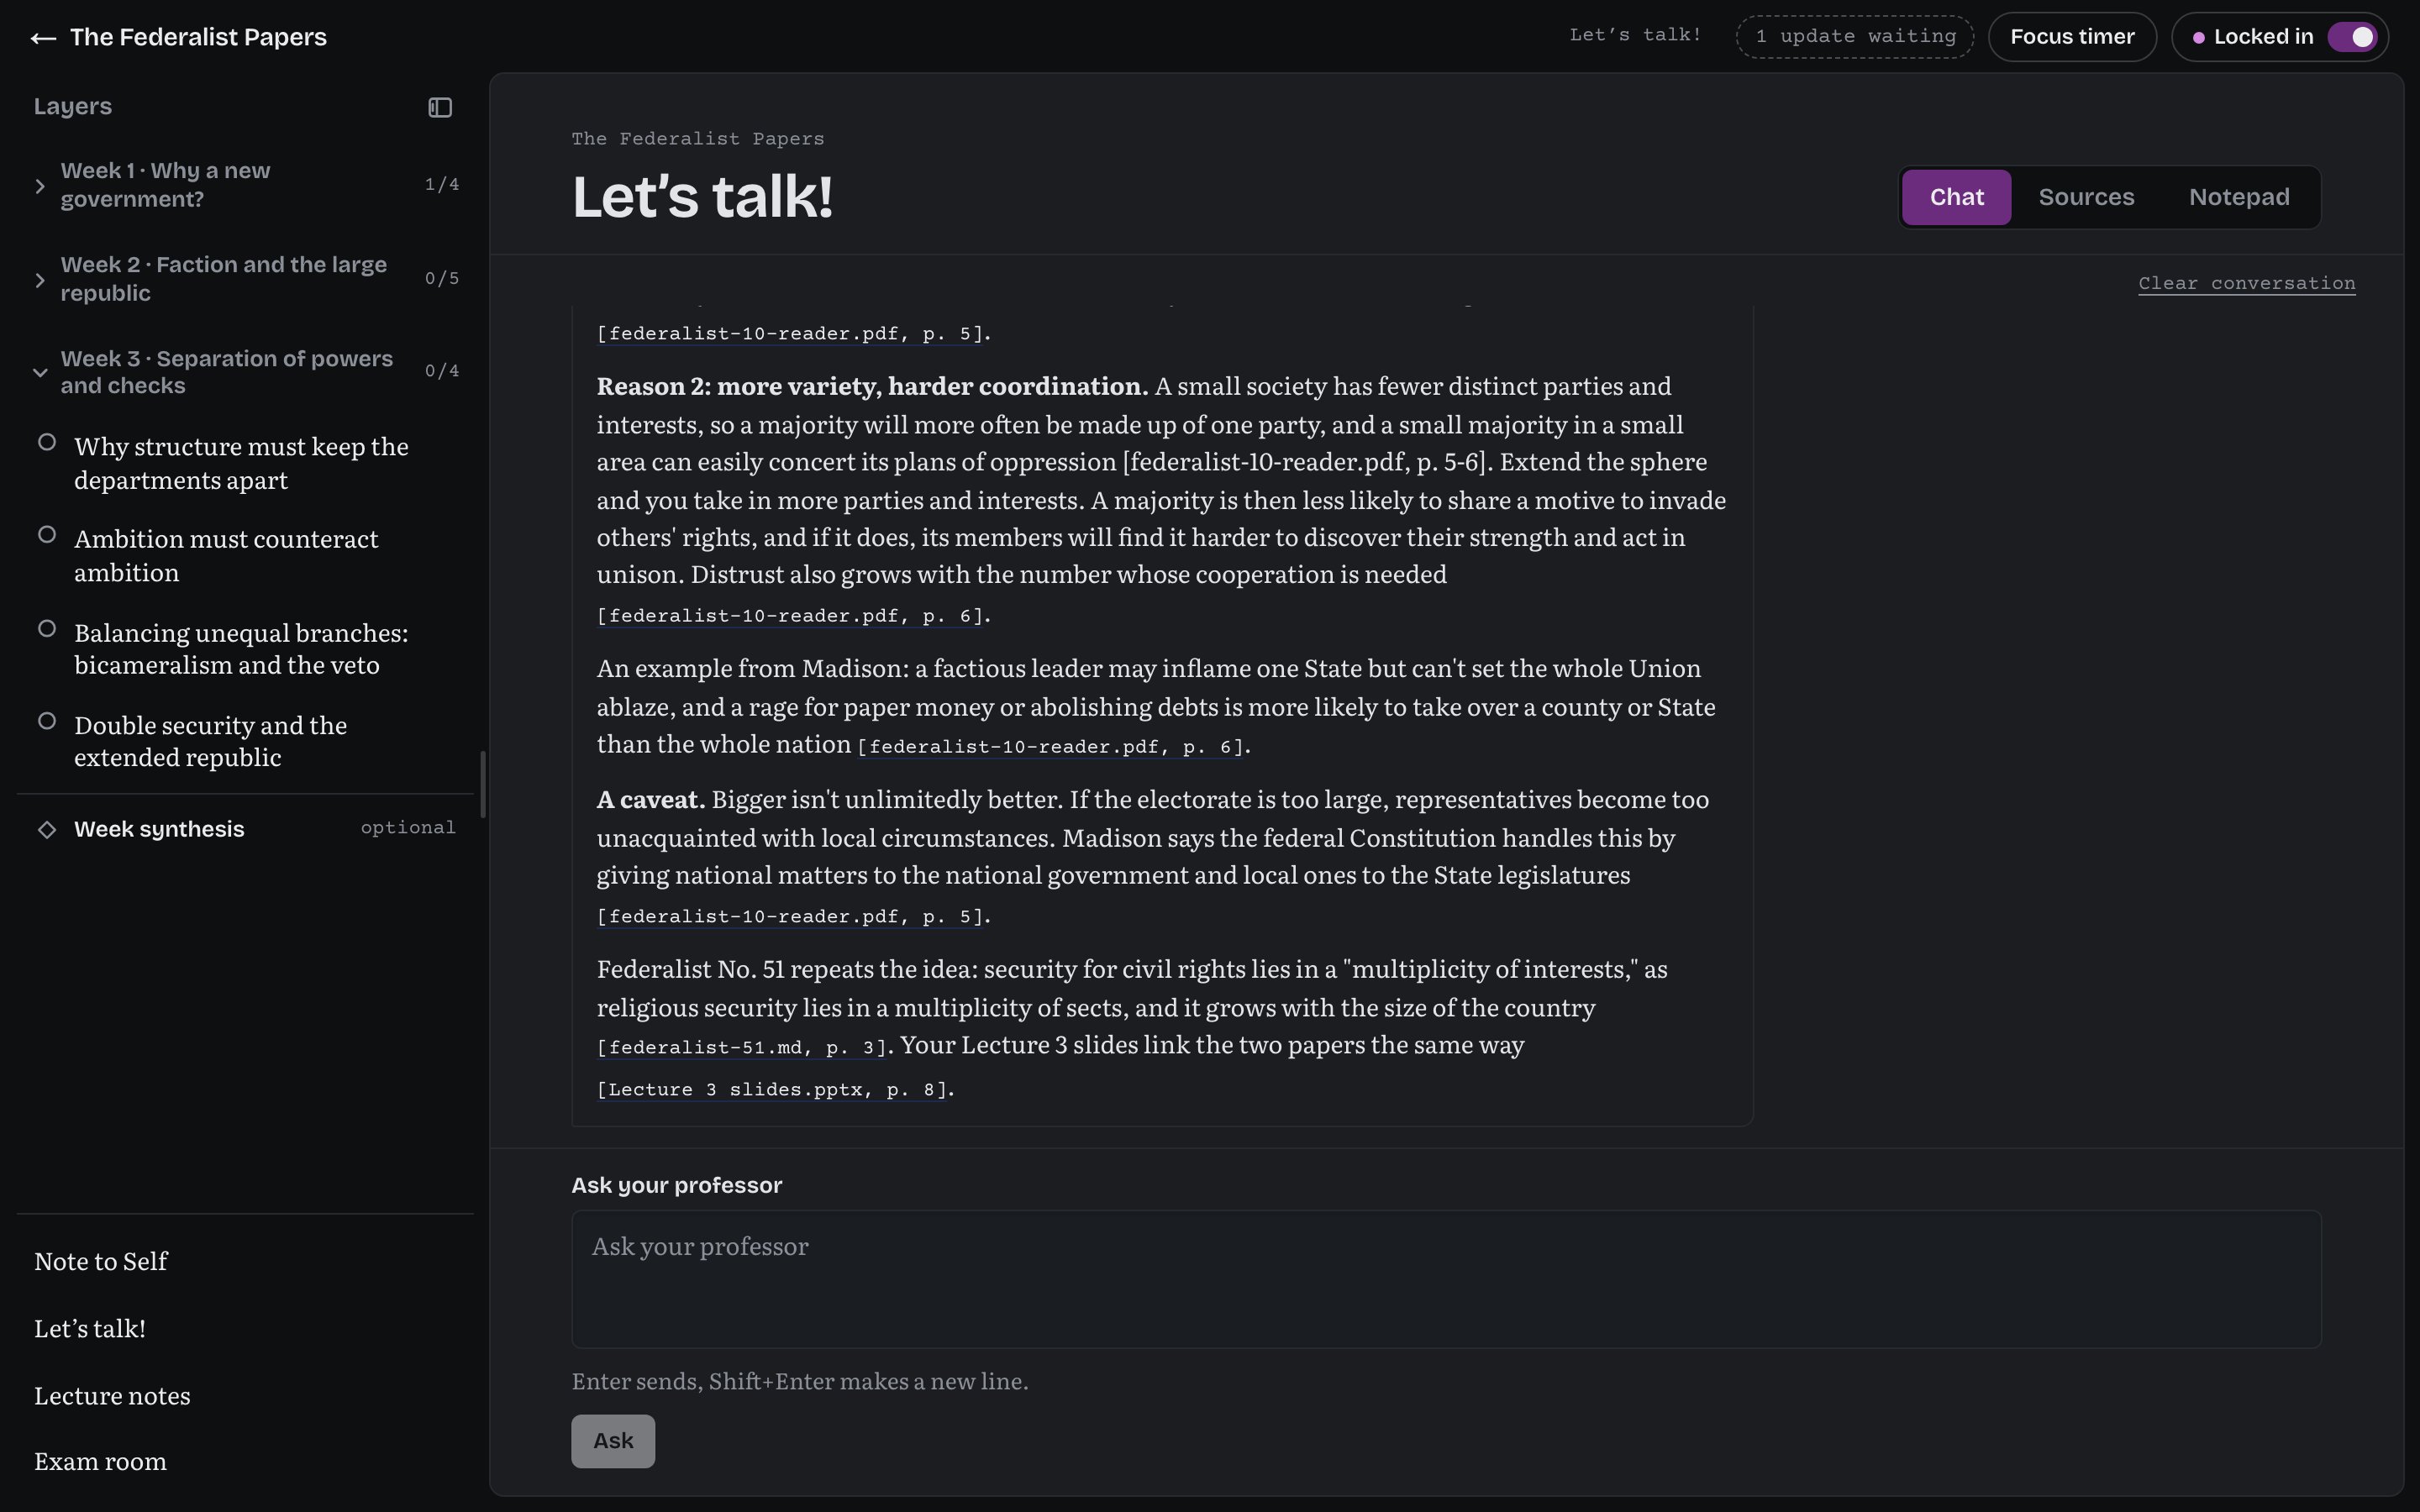 ← The Federalist Papers
Let's talk!
1 update waiting
Focus timer
Locked in
Layers
Week 1 · Why a new
government?
1/4
Week 2 · Faction and the large
republic
0/5
Week 3 · Separation of powers
and checks
0/4
Why structure must keep the
departments apart
Ambition must counteract
ambition
Balancing unequal branches:
bicameralism and the veto
Double security and the
extended republic
Week synthesis
optional
Note to Self
Let's talk!
Lecture notes
Exam room
The Federalist Papers
Let's talk!
Chat
Sources
Notepad
Clear conversation
[federalist-10-reader.pdf, p. 5].
Reason 2: more variety, harder coordination. A small society has fewer distinct parties and
interests, so a majority will more often be made up of one party, and a small majority in a small
area can easily concert its plans of oppression [federalist-10-reader.pdf, p. 5-6]. Extend the sphere
and you take in more parties and interests. A majority is then less likely to share a motive to invade
others' rights, and if it does, its members will find it harder to discover their strength and act in
unison. Distrust also grows with the number whose cooperation is needed
[federalist-10-reader.pdf, p. 6].
An example from Madison: a factious leader may inflame one State but can't set the whole Union
ablaze, and a rage for paper money or abolishing debts is more likely to take over a county or State
than the whole nation [federalist-10-reader.pdf, p. 6].
A caveat. Bigger isn't unlimitedly better. If the electorate is too large, representatives become too
unacquainted with local circumstances. Madison says the federal Constitution handles this by
giving national matters to the national government and local ones to the State legislatures
[federalist-10-reader.pdf, p. 5].
Federalist No. 51 repeats the idea: security for civil rights lies in a "multiplicity of interests," as
religious security lies in a multiplicity of sects, and it grows with the size of the country
[federalist-51.md, p. 3]. Your Lecture 3 slides link the two papers the same way
[Lecture 3 slides.pptx, p. 8].
Ask your professor
Ask your professor
Enter sends, Shift+Enter makes a new line.
Ask